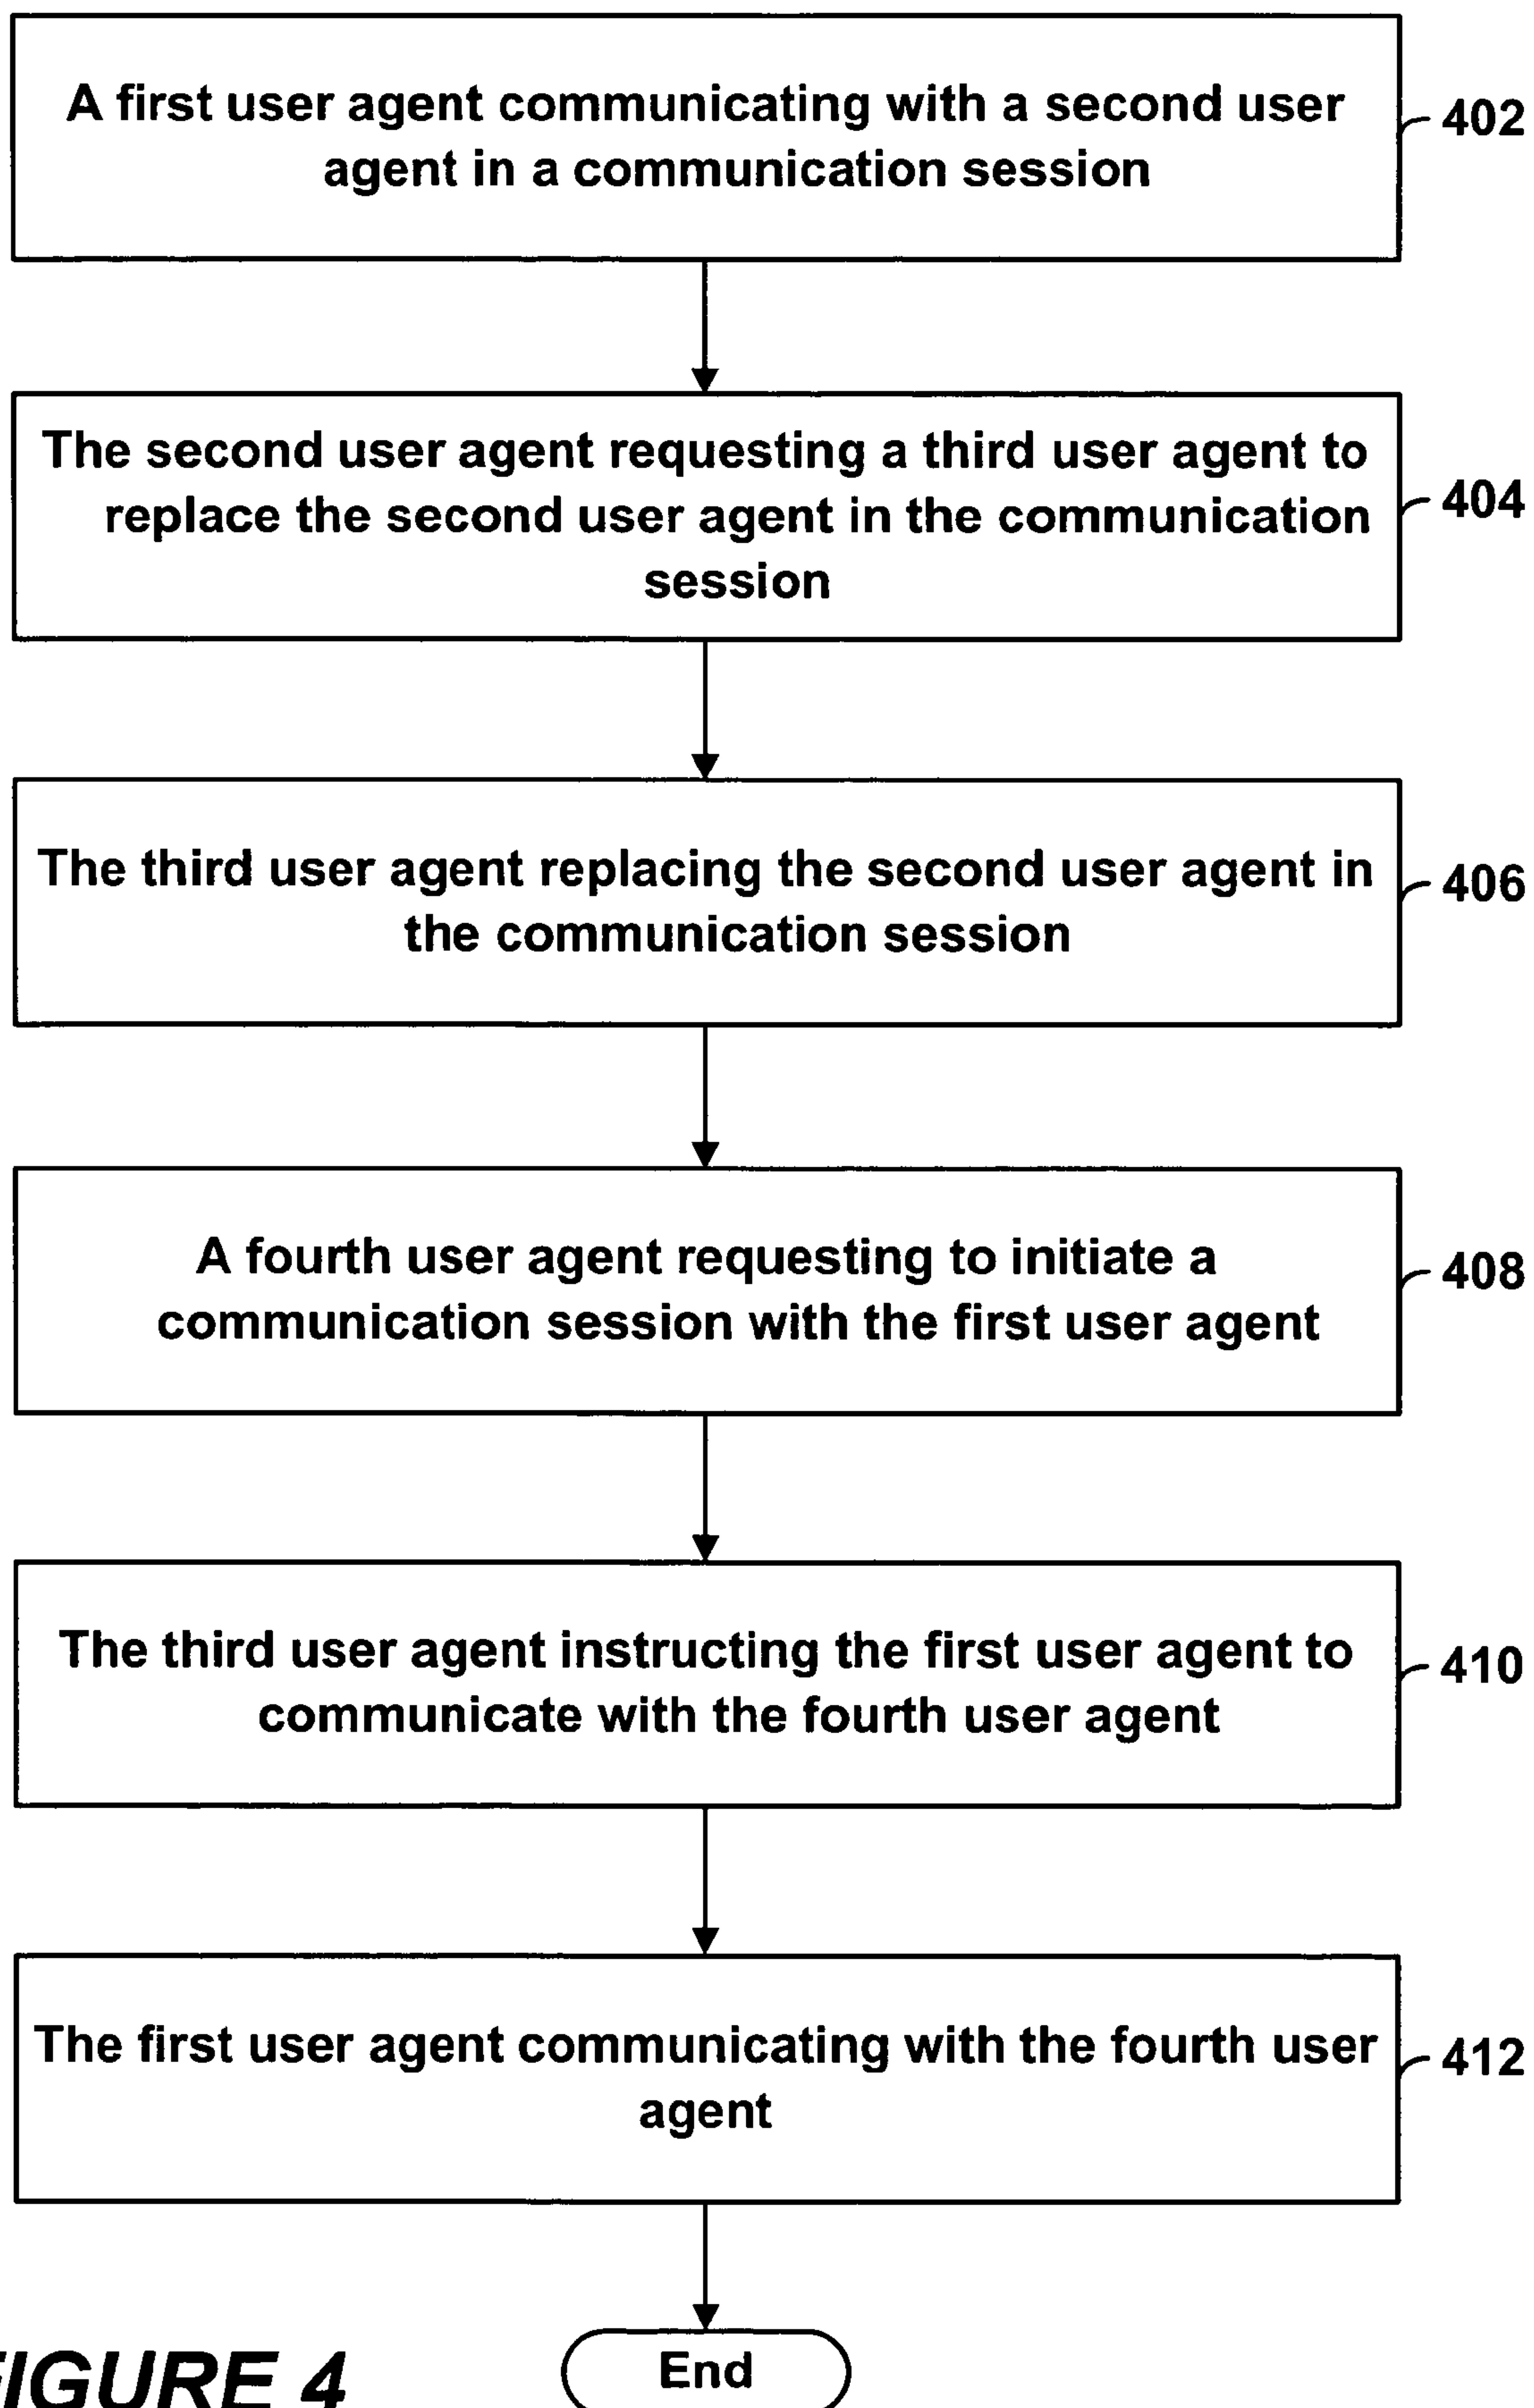 A first user agent communicating with a second user
agent in a communication session
402
The second user agent requesting a third user agent to
replace the second user agent in the communication
session
404
The third user agent replacing the second user agent in
the communication session
406
A fourth user agent requesting to initiate a
communication session with the first user agent
408
The third user agent instructing the first user agent to
communicate with the fourth user agent
410
The first user agent communicating with the fourth user
agent
412
End
FIGURE 4